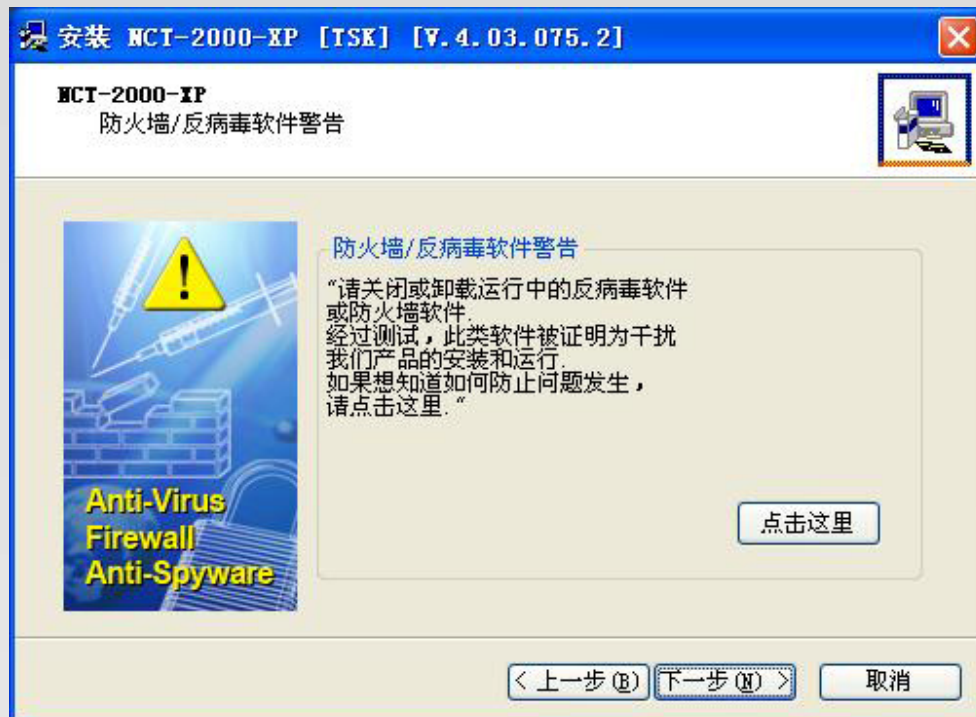 安装 NCT-2000-XP [TSK] [V.4.03.075.2]
NCT-2000-XP
防火墙/反病毒软件警告
防火墙/反病毒软件警告
“请关闭或卸载运行中的反病毒软件
或防火墙软件.
经过测试，此类软件被证明为干扰
我们产品的安装和运行.
如果想知道如何防止问题发生，
请点击这里.“
Anti-Virus
Firewall
Anti-Spyware
点击这里
< 上一步(B)
下一步(N) >
取消